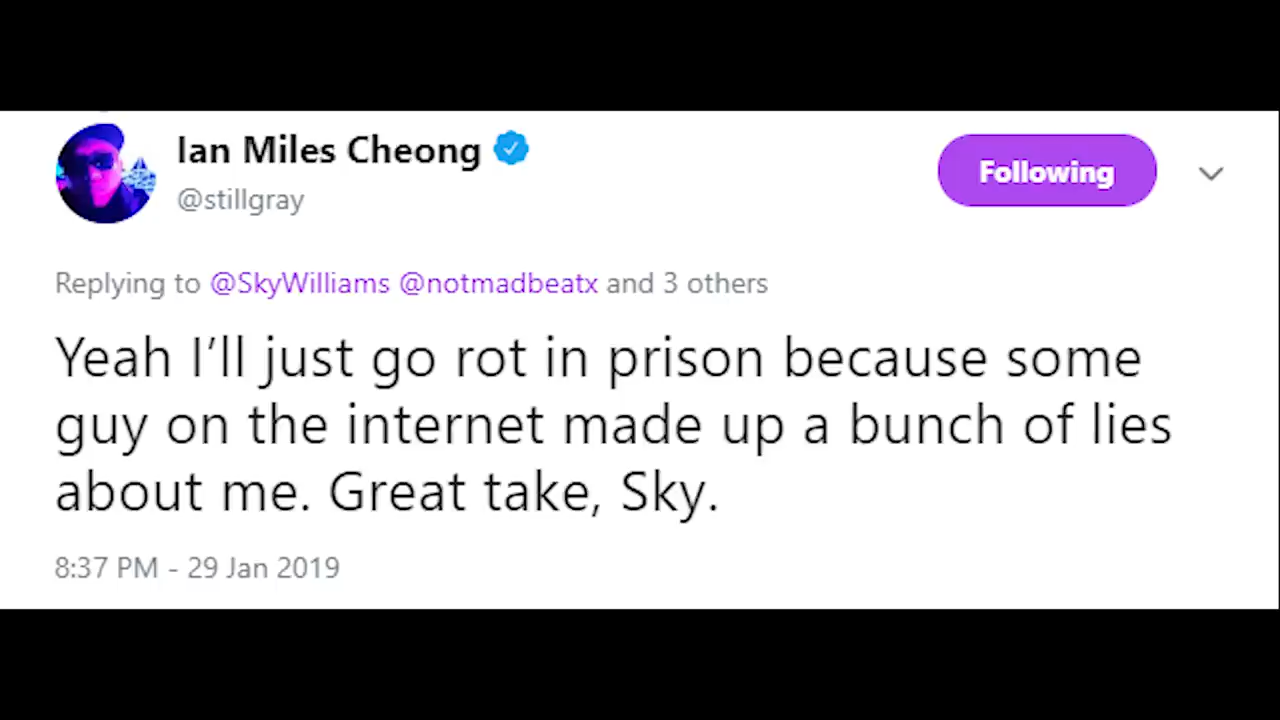 Ian Miles Cheong
@stillgray
Following
Replying to @SkyWilliams @notmadbeatx and 3 others
Yeah I’ll just go rot in prison because some
guy on the internet made up a bunch of lies
about me. Great take, Sky.
8:37 PM - 29 Jan 2019